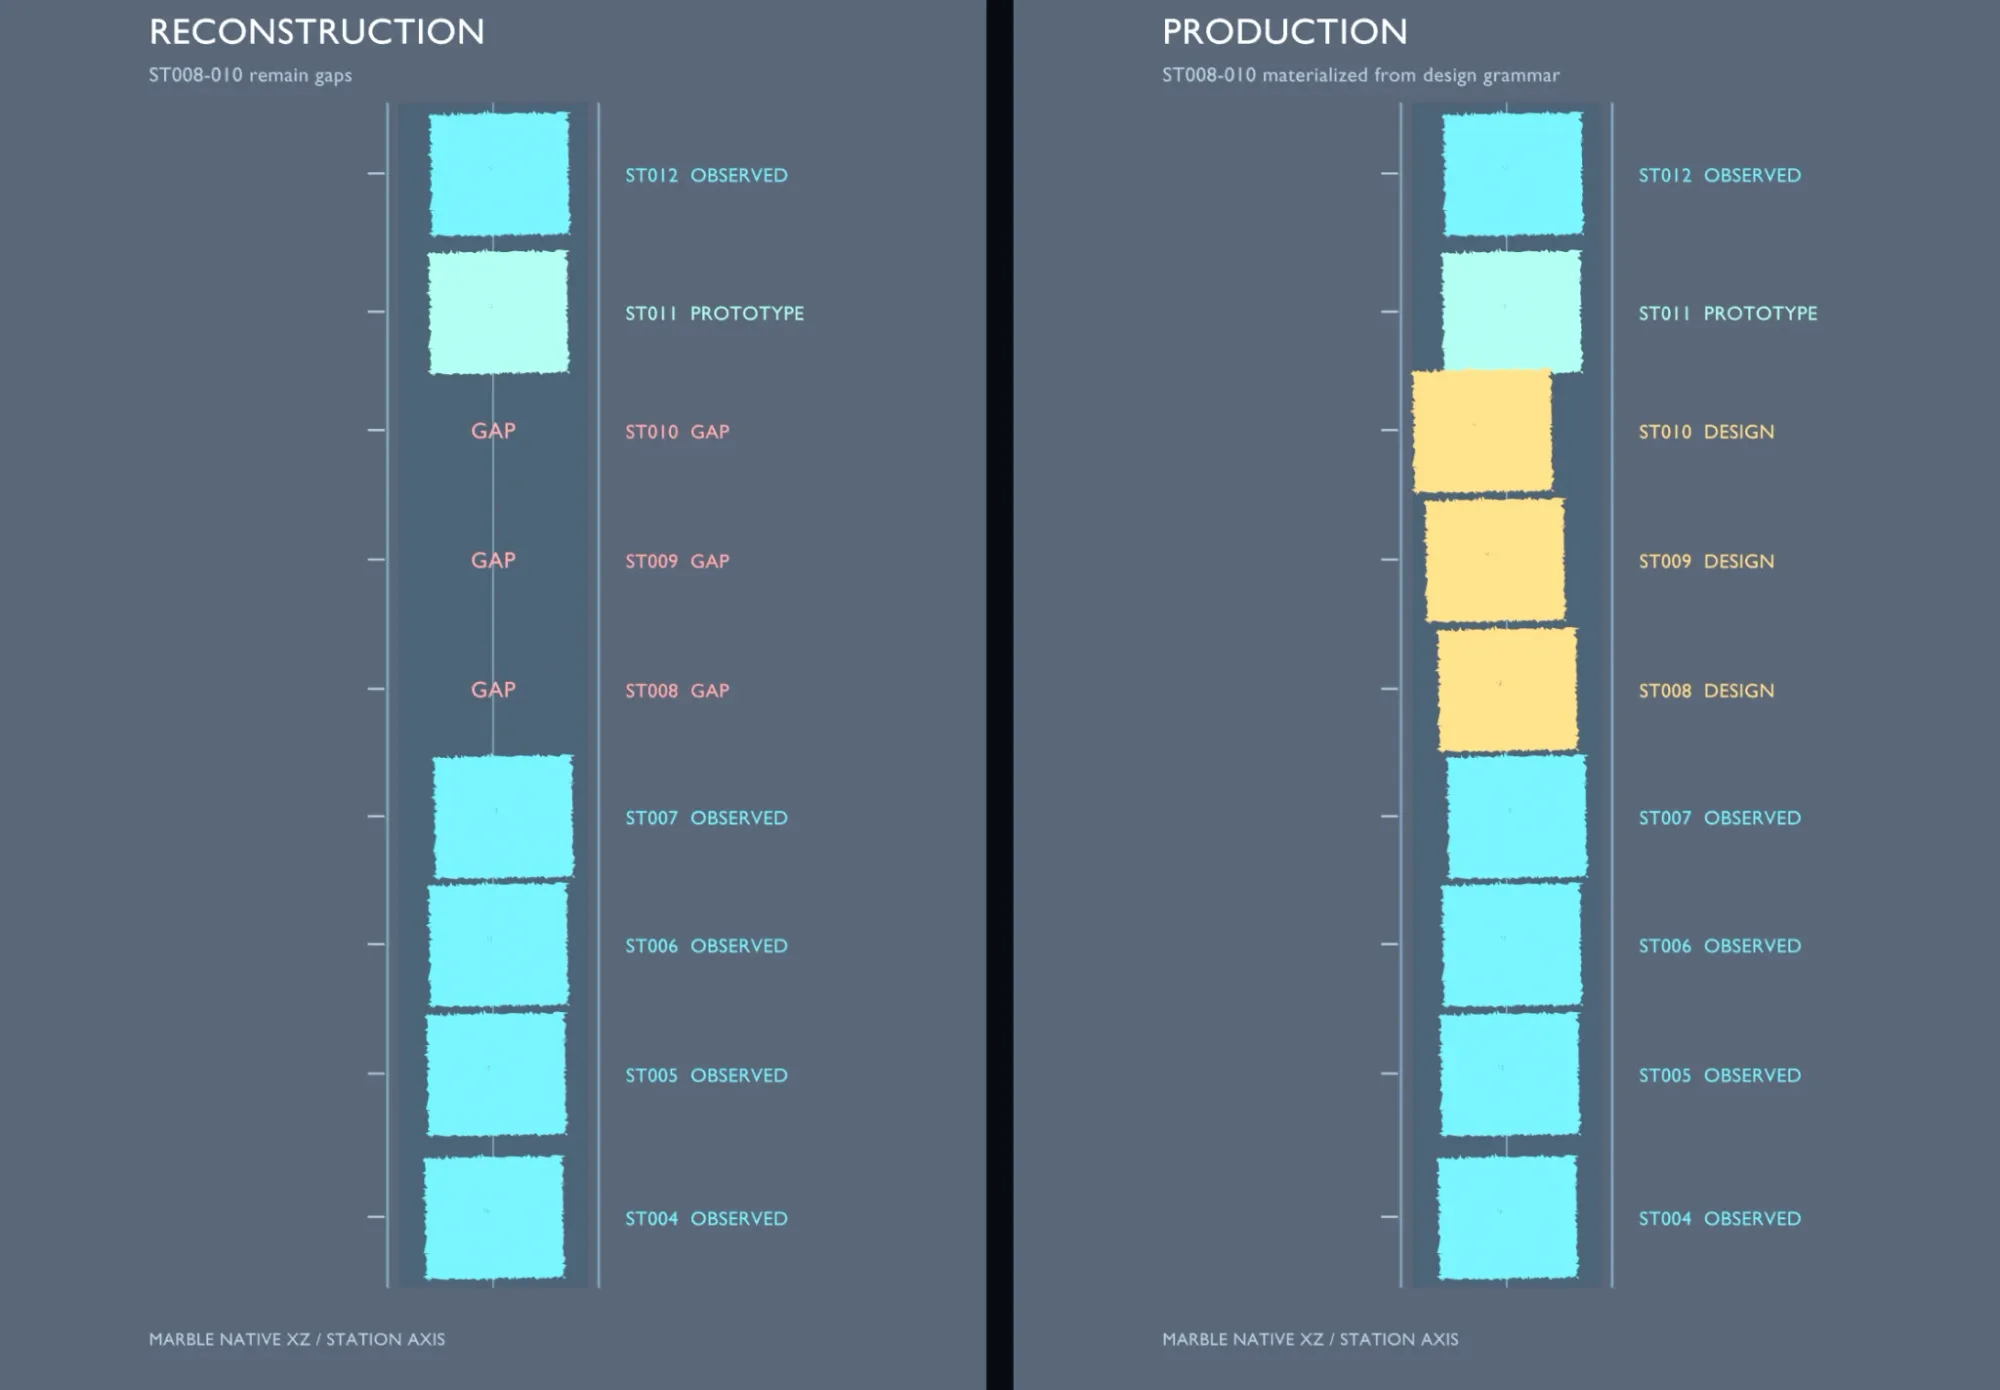 RECONSTRUCTION
ST008-010 remain gaps
ST012 OBSERVED
ST011 PROTOTYPE
GAP ST010 GAP
GAP ST009 GAP
GAP ST008 GAP
ST007 OBSERVED
ST006 OBSERVED
ST005 OBSERVED
ST004 OBSERVED
MARBLE NATIVE XZ / STATION AXIS
PRODUCTION
ST008-010 materialized from design grammar
ST012 OBSERVED
ST011 PROTOTYPE
ST010 DESIGN
ST009 DESIGN
ST008 DESIGN
ST007 OBSERVED
ST006 OBSERVED
ST005 OBSERVED
ST004 OBSERVED
MARBLE NATIVE XZ / STATION AXIS